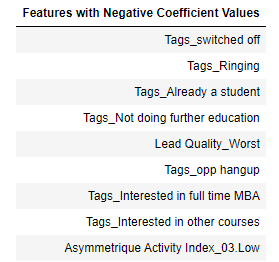 Features with Negative Coefficient Values
Tags_switched off
Tags_Ringing
Tags_Already a student
Tags_Not doing further education
Lead Quality_Worst
Tags_opp hangup
Tags_Interested in full time MBA
Tags_Interested in other courses
Asymmetrique Activity Index_03.Low